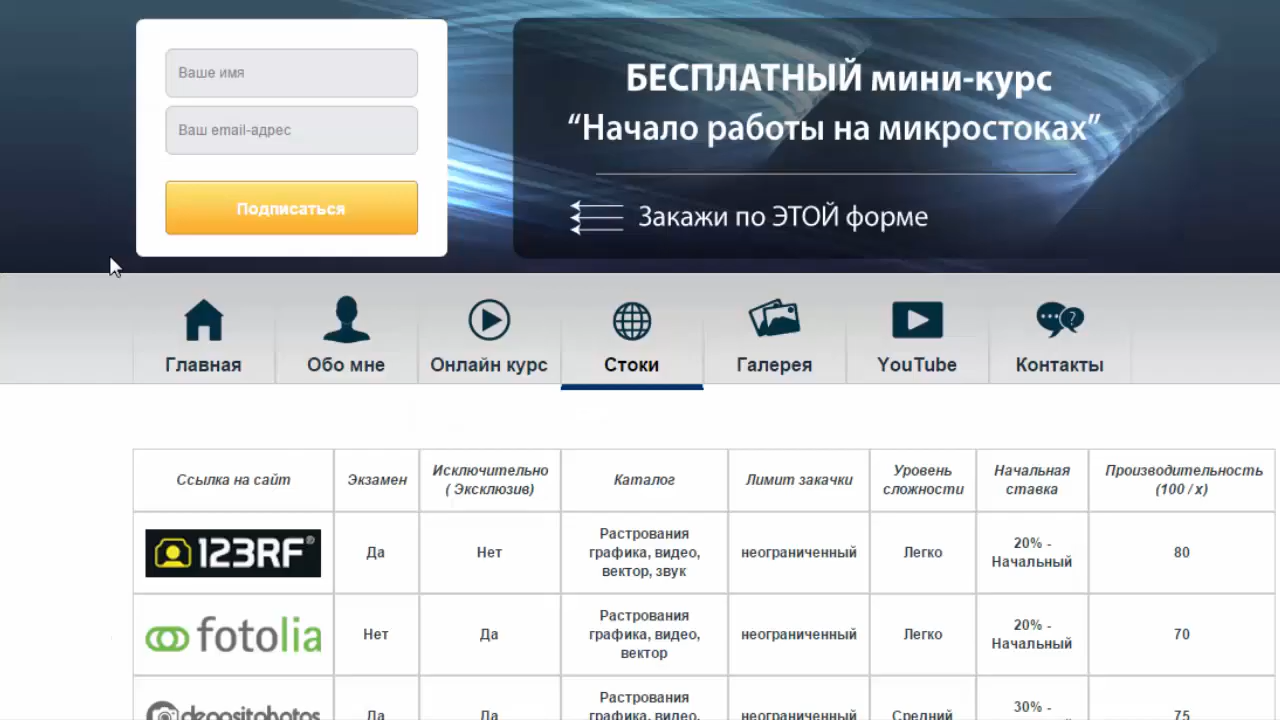 Ваше имя
Ваш email-адрес
Подписаться
БЕСПЛАТНЫЙ мини-курс
“Начало работы на микростоках”
Закажи по ЭТОЙ форме
Главная
Обо мне
Онлайн курс
Стоки
Галерея
YouTube
Контакты
Ссылка на сайт
Экзамен
Исключительно
( Эксклюзив)
Каталог
Лимит закачки
Уровень
сложности
Начальная
ставка
Производительность
(100 / x)
123RF®
Да
Нет
Растрования
графика, видео,
вектор, звук
неограниченный
Легко
20% -
Начальный
80
fotolia
Нет
Да
Растрования
графика, видео,
вектор
неограниченный
Легко
20% -
Начальный
70
depositphotos
Да
Да
Растрования
графика, видео,
неограниченный
Средний
30% -
75